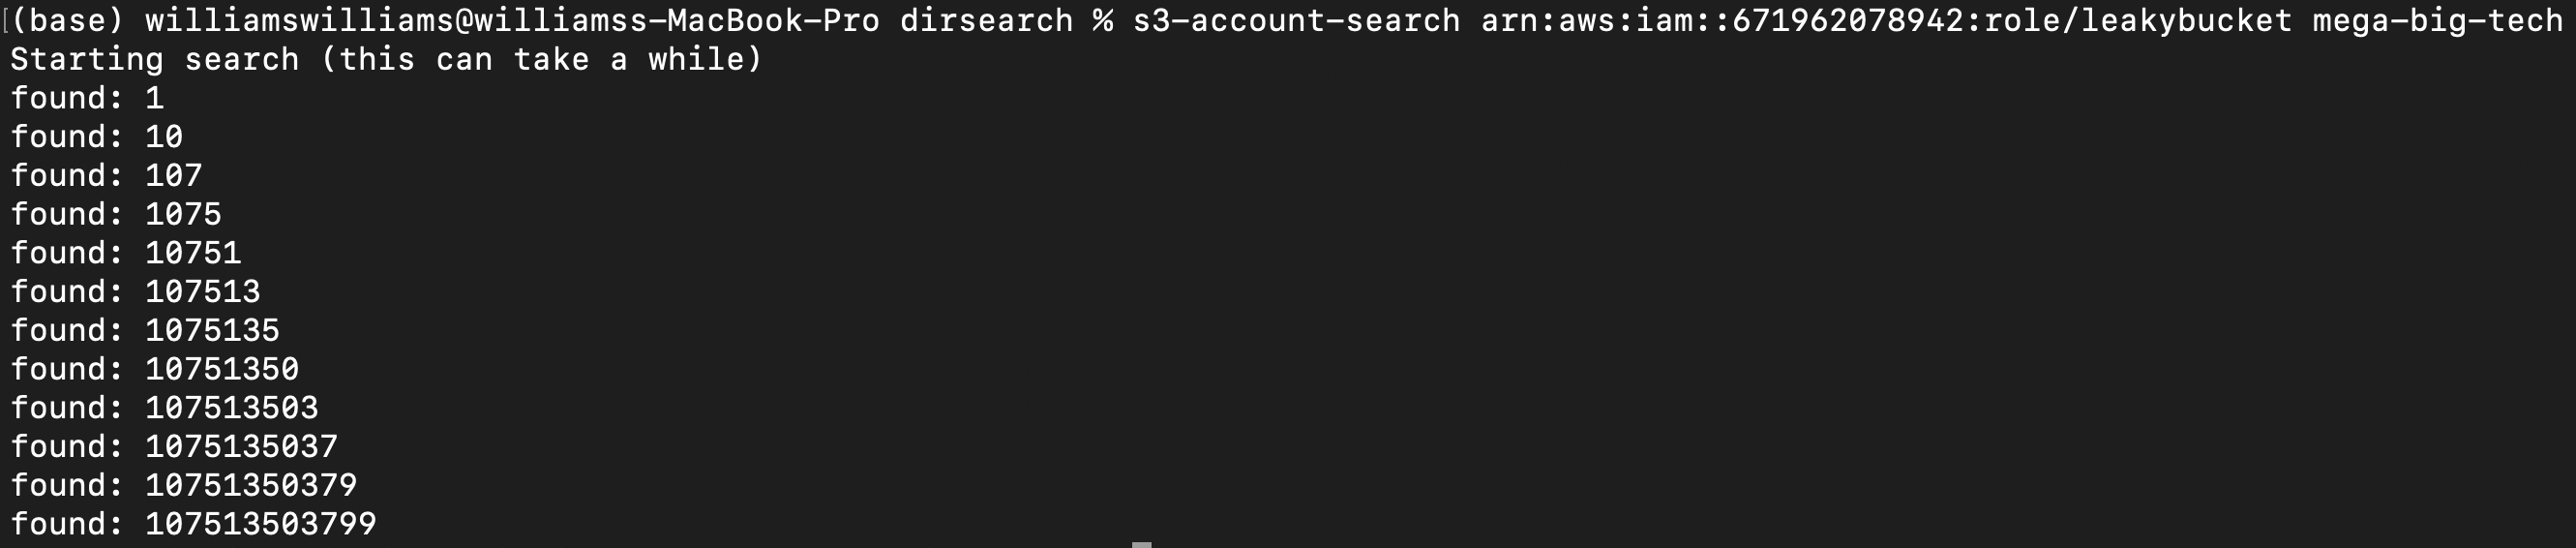 [(base) williamswilliams@williamss-MacBook-Pro dirsearch % s3-account-search arn:aws:iam::671962078942:role/leakybucket mega-big-tech
Starting search (this can take a while)
found: 1
found: 10
found: 107
found: 1075
found: 10751
found: 107513
found: 1075135
found: 10751350
found: 107513503
found: 1075135037
found: 10751350379
found: 107513503799